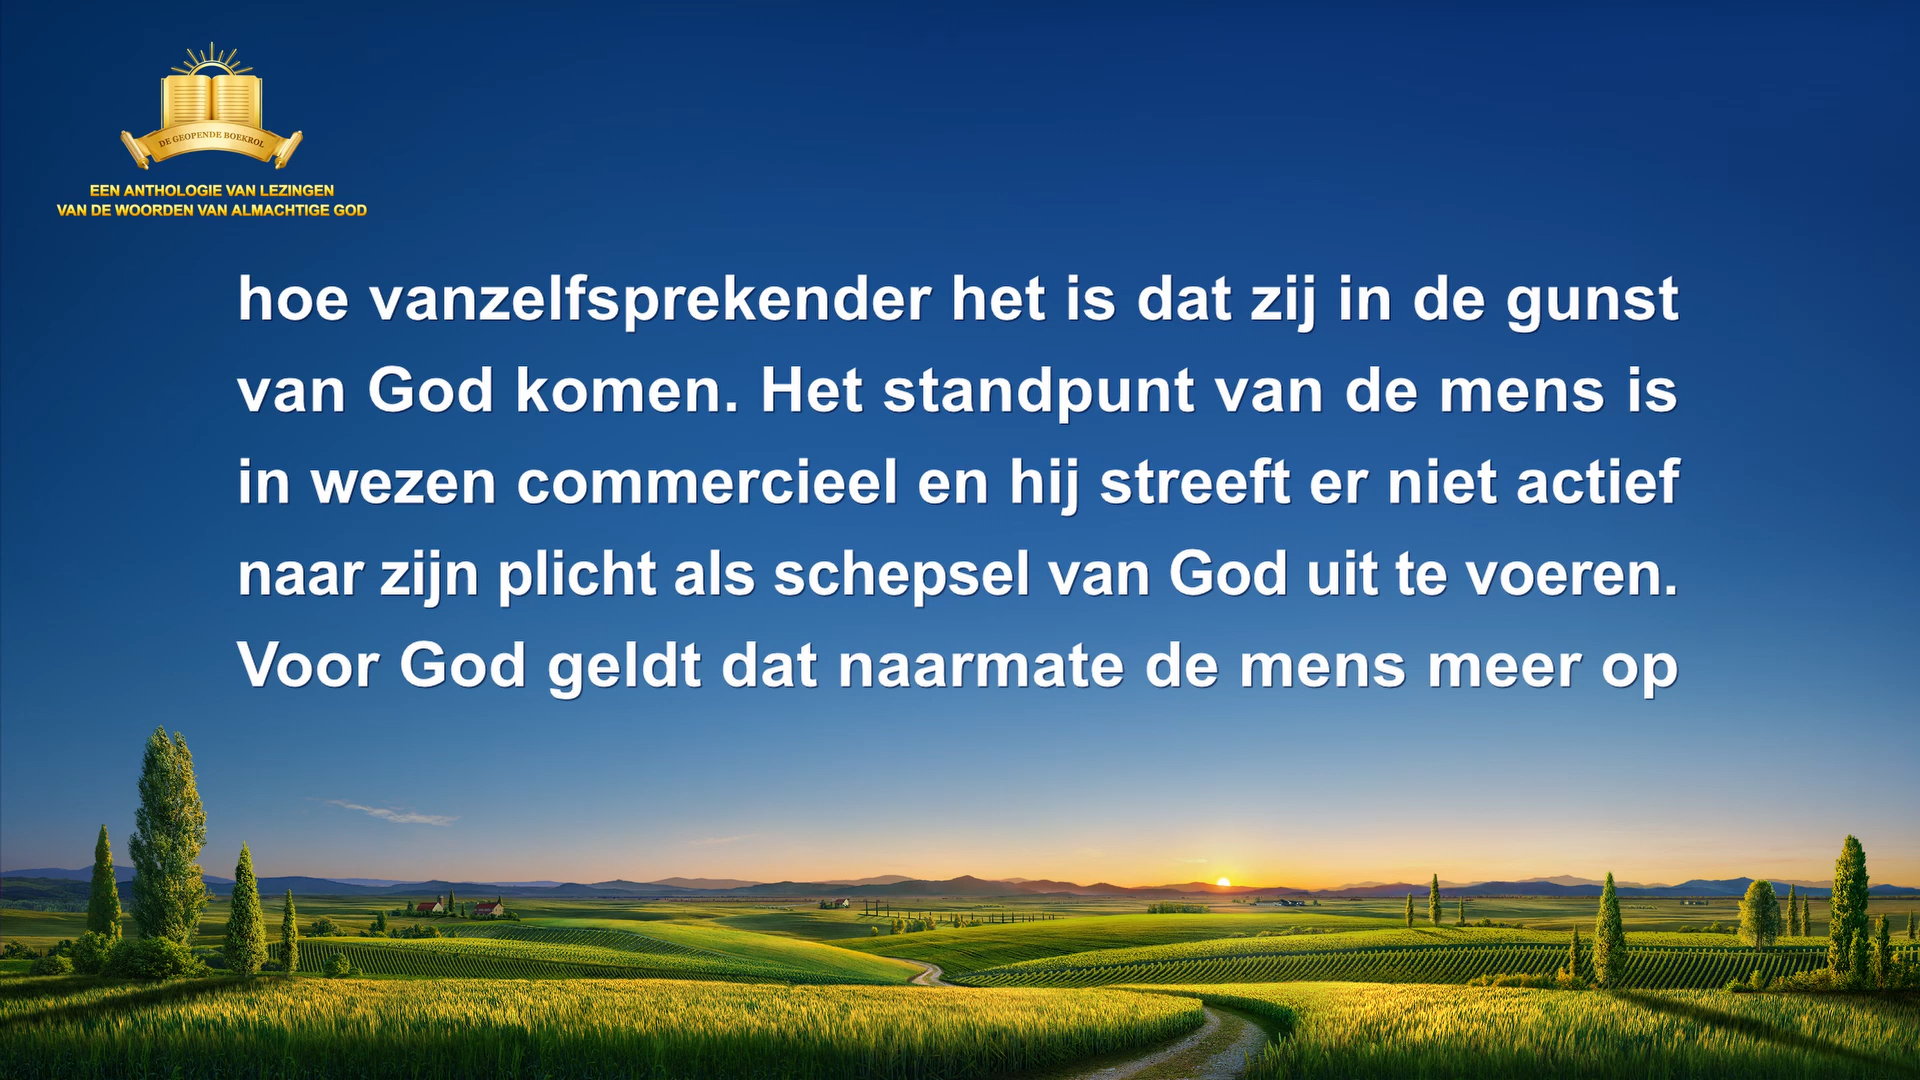 DE GEOPENDE BOEKROL
EEN ANTHOLOGIE VAN LEZINGEN
VAN DE WOORDEN VAN ALMACHTIGE GOD
hoe vanzelfsprekender het is dat zij in de gunst
van God komen. Het standpunt van de mens is
in wezen commercieel en hij streeft er niet actief
naar zijn plicht als schepsel van God uit te voeren.
Voor God geldt dat naarmate de mens meer op